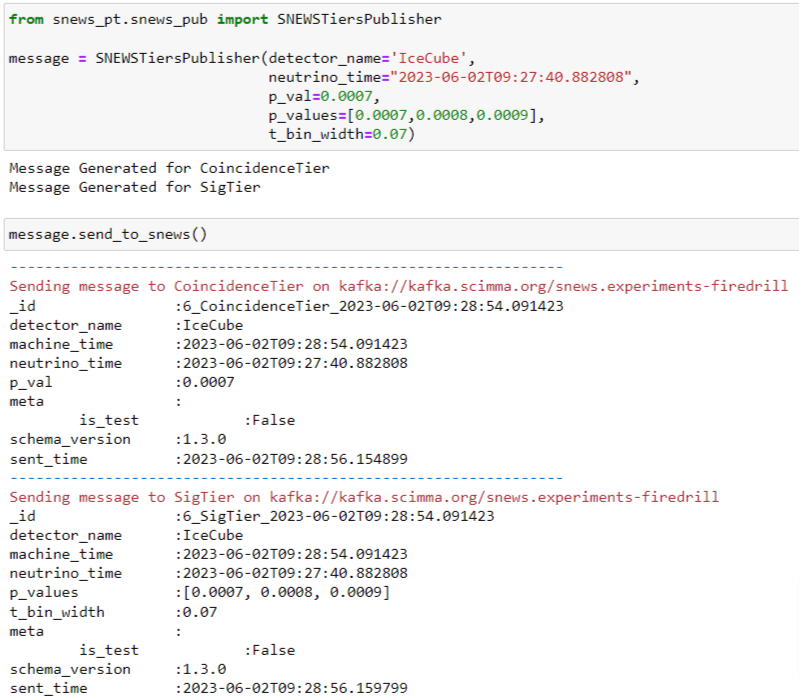 from snews_pt.snews_pub import SNEWSTiersPublisher
message = SNEWSTiersPublisher(detector_name='IceCube',
neutrino_time="2023-06-02T09:27:40.882808",
p_val=0.0007,
p_values=[0.0007,0.0008,0.0009],
t_bin_width=0.07)
Message Generated for CoincidenceTier
Message Generated for SigTier
message.send_to_snews()
----------------------------------------------------------------
Sending message to CoincidenceTier on kafka://kafka.scimma.org/snews.experiments-firedrill
_id :6_CoincidenceTier_2023-06-02T09:28:54.091423
detector_name :IceCube
machine_time :2023-06-02T09:28:54.091423
neutrino_time :2023-06-02T09:27:40.882808
p_val :0.0007
meta :
is_test :False
schema_version :1.3.0
sent_time :2023-06-02T09:28:56.154899
----------------------------------------------------------------
Sending message to SigTier on kafka://kafka.scimma.org/snews.experiments-firedrill
_id :6_SigTier_2023-06-02T09:28:54.091423
detector_name :IceCube
machine_time :2023-06-02T09:28:54.091423
neutrino_time :2023-06-02T09:27:40.882808
p_values :[0.0007, 0.0008, 0.0009]
t_bin_width :0.07
meta :
is_test :False
schema_version :1.3.0
sent_time :2023-06-02T09:28:56.159799